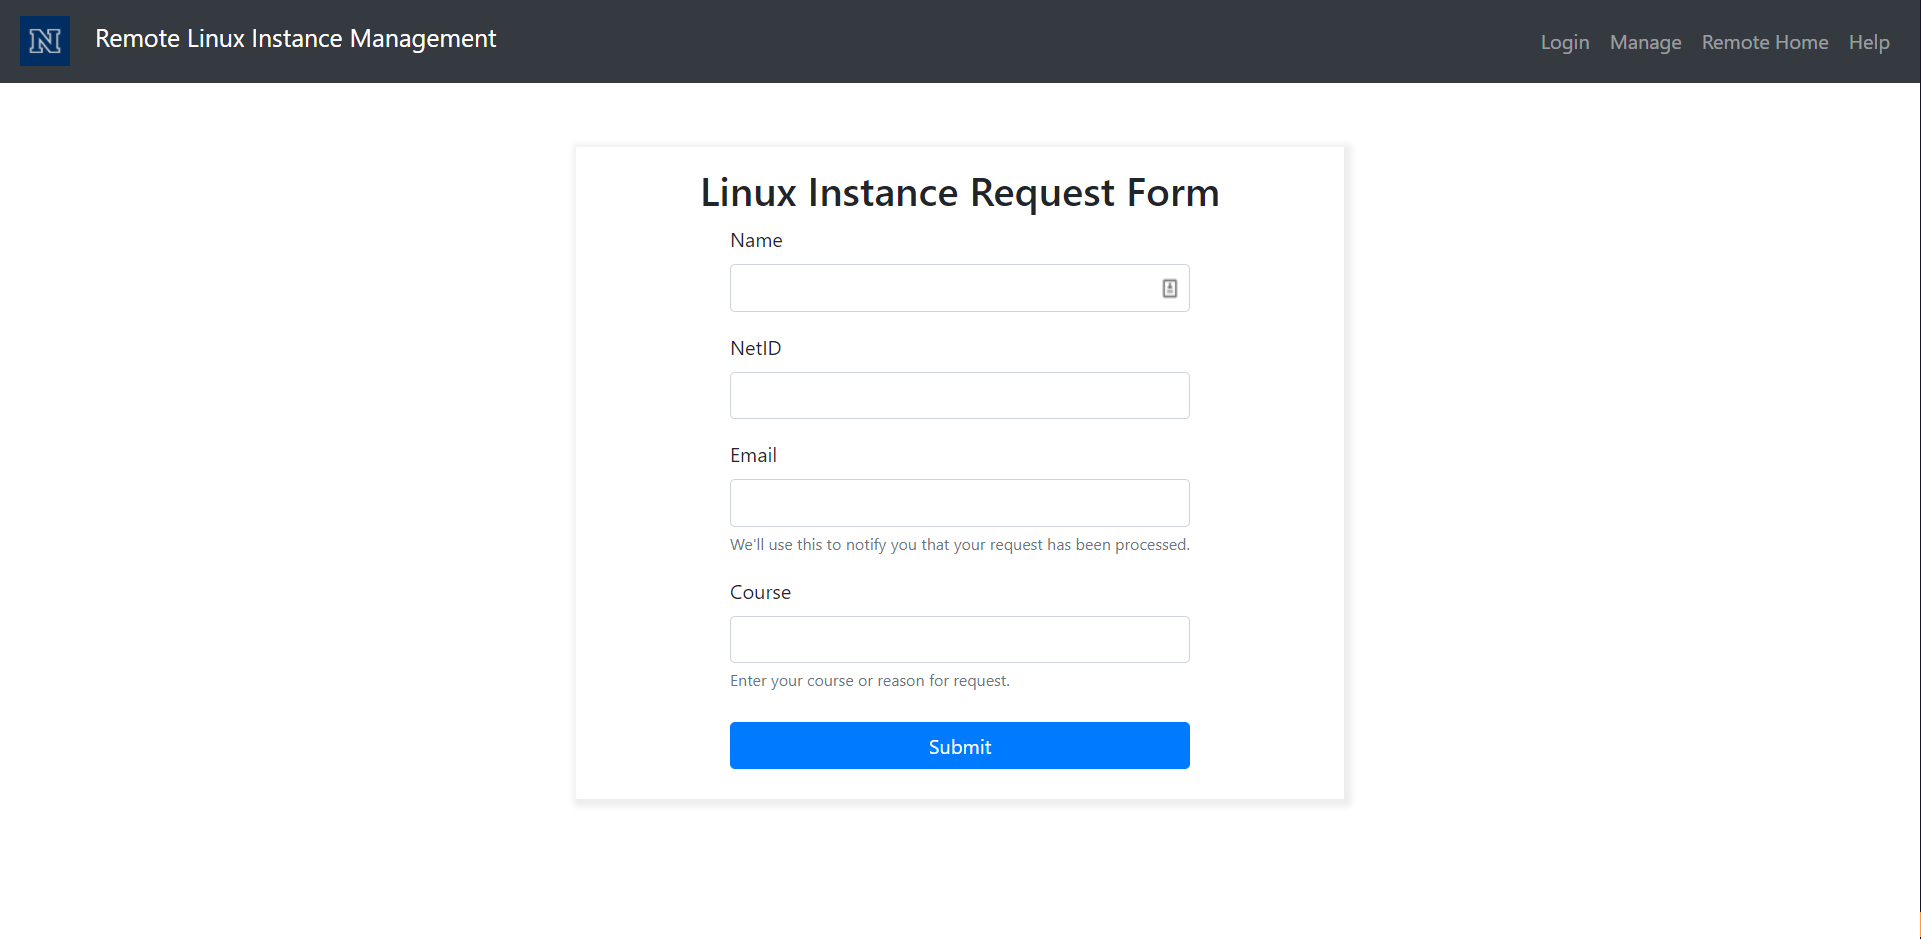 N
Remote Linux Instance Management
Login Manage Remote Home Help
Linux Instance Request Form
Name
NetID
Email
We'll use this to notify you that your request has been processed.
Course
Enter your course or reason for request.
Submit